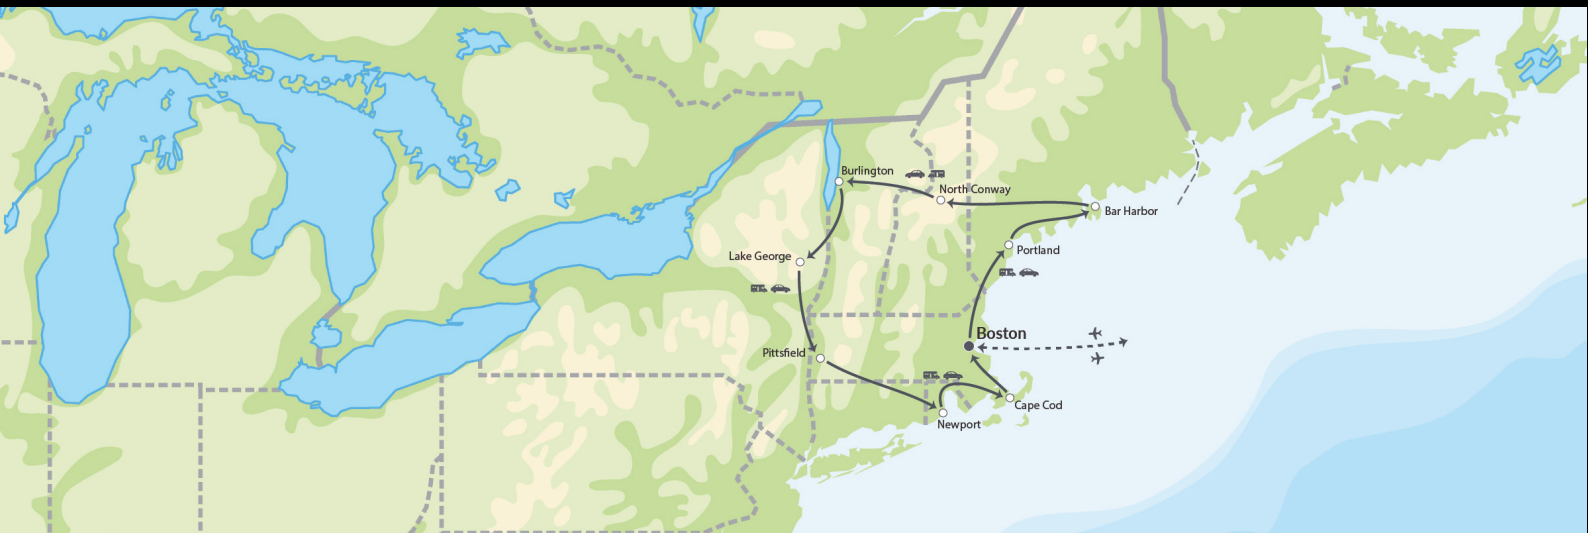 Burlington
North Conway
Bar Harbor
Portland
Lake George
Boston
Pittsfield
Cape Cod
Newport